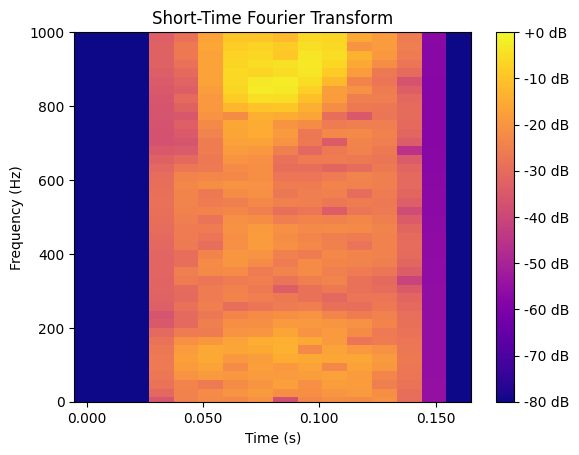 Short-Time Fourier Transform
1000
800
600
400
200
0
Frequency (Hz)
0.000
0.050
0.100
0.150
Time (s)
+0 dB
-10 dB
-20 dB
-30 dB
-40 dB
-50 dB
-60 dB
-70 dB
-80 dB